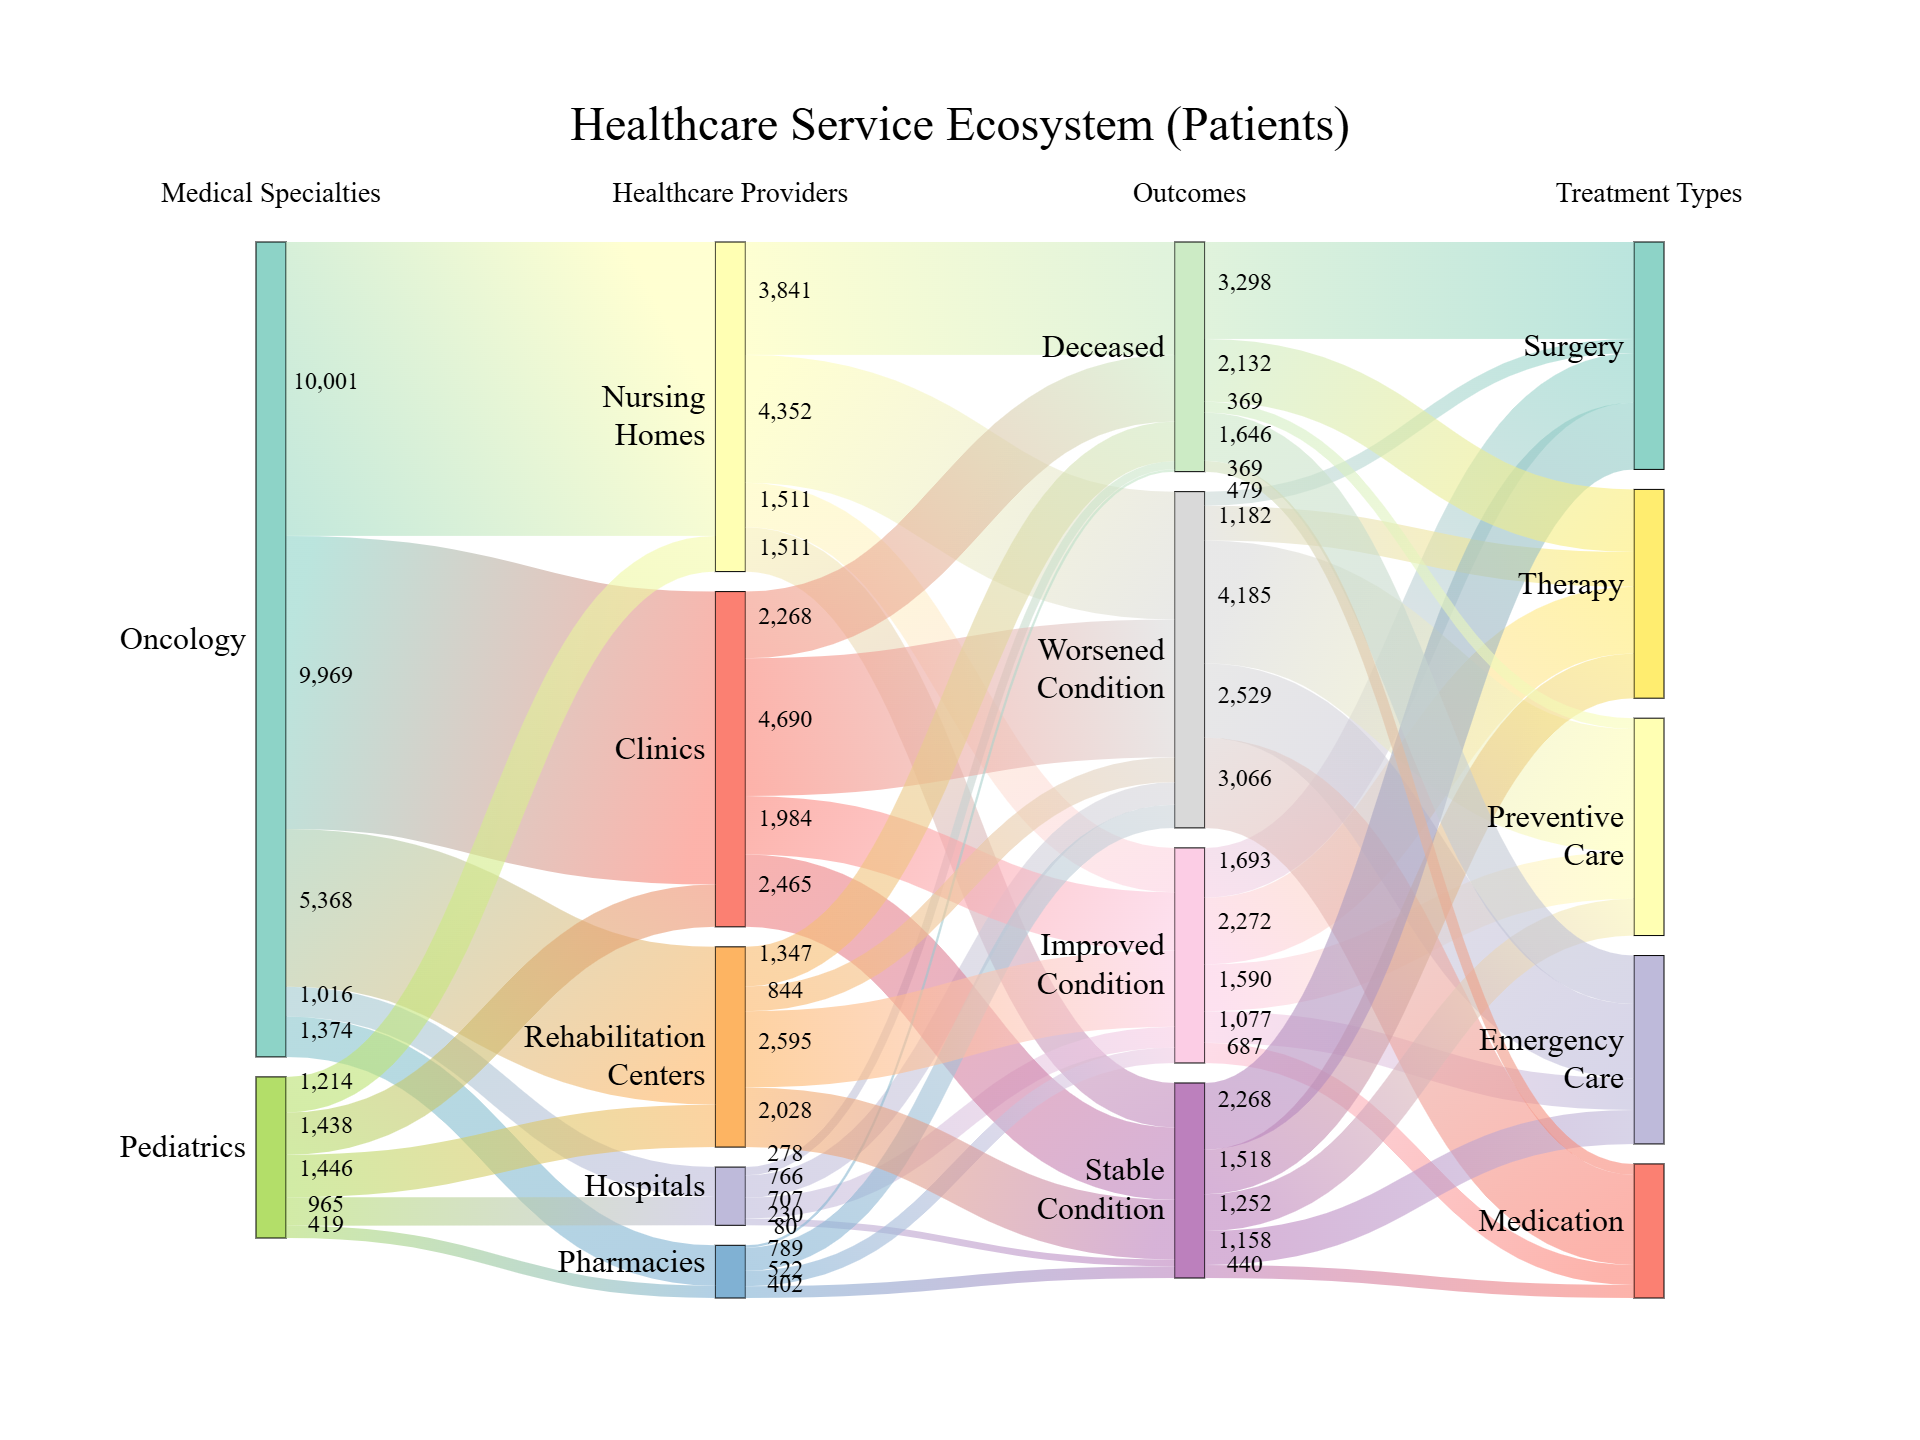 Healthcare Service Ecosystem (Patients)
Medical Specialties
Healthcare Providers
Outcomes
Treatment Types
Oncology
10,001
9,969
5,368
1,016
1,374
Pediatrics
1,214
1,438
1,446
965
419
Nursing
Homes
3,841
4,352
1,511
1,511
Clinics
2,268
4,690
1,984
2,465
Rehabilitation
Centers
1,347
844
2,595
2,028
Hospitals
278
766
707
230
Pharmacies
80
789
522
402
Deceased
3,298
2,132
369
1,646
369
Worsened
Condition
479
1,182
4,185
2,529
3,066
Improved
Condition
1,693
2,272
1,590
1,077
687
Stable
Condition
2,268
1,518
1,252
1,158
440
Surgery
Therapy
Preventive
Care
Emergency
Care
Medication